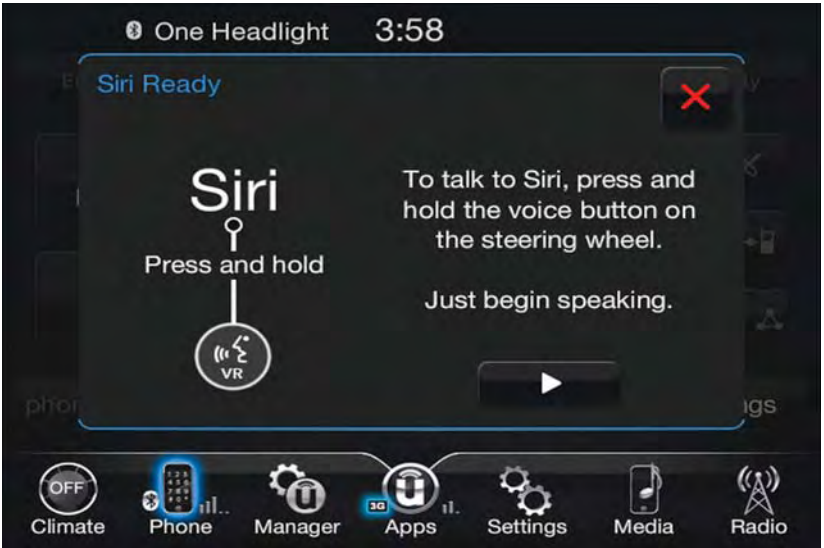 One Headlight 3:58
Siri Ready
Siri
Press and hold
VR
To talk to Siri, press and
hold the voice button on
the steering wheel.
Just begin speaking.
OFF
3G
Climate Phone Manager Apps Settings Media Radio